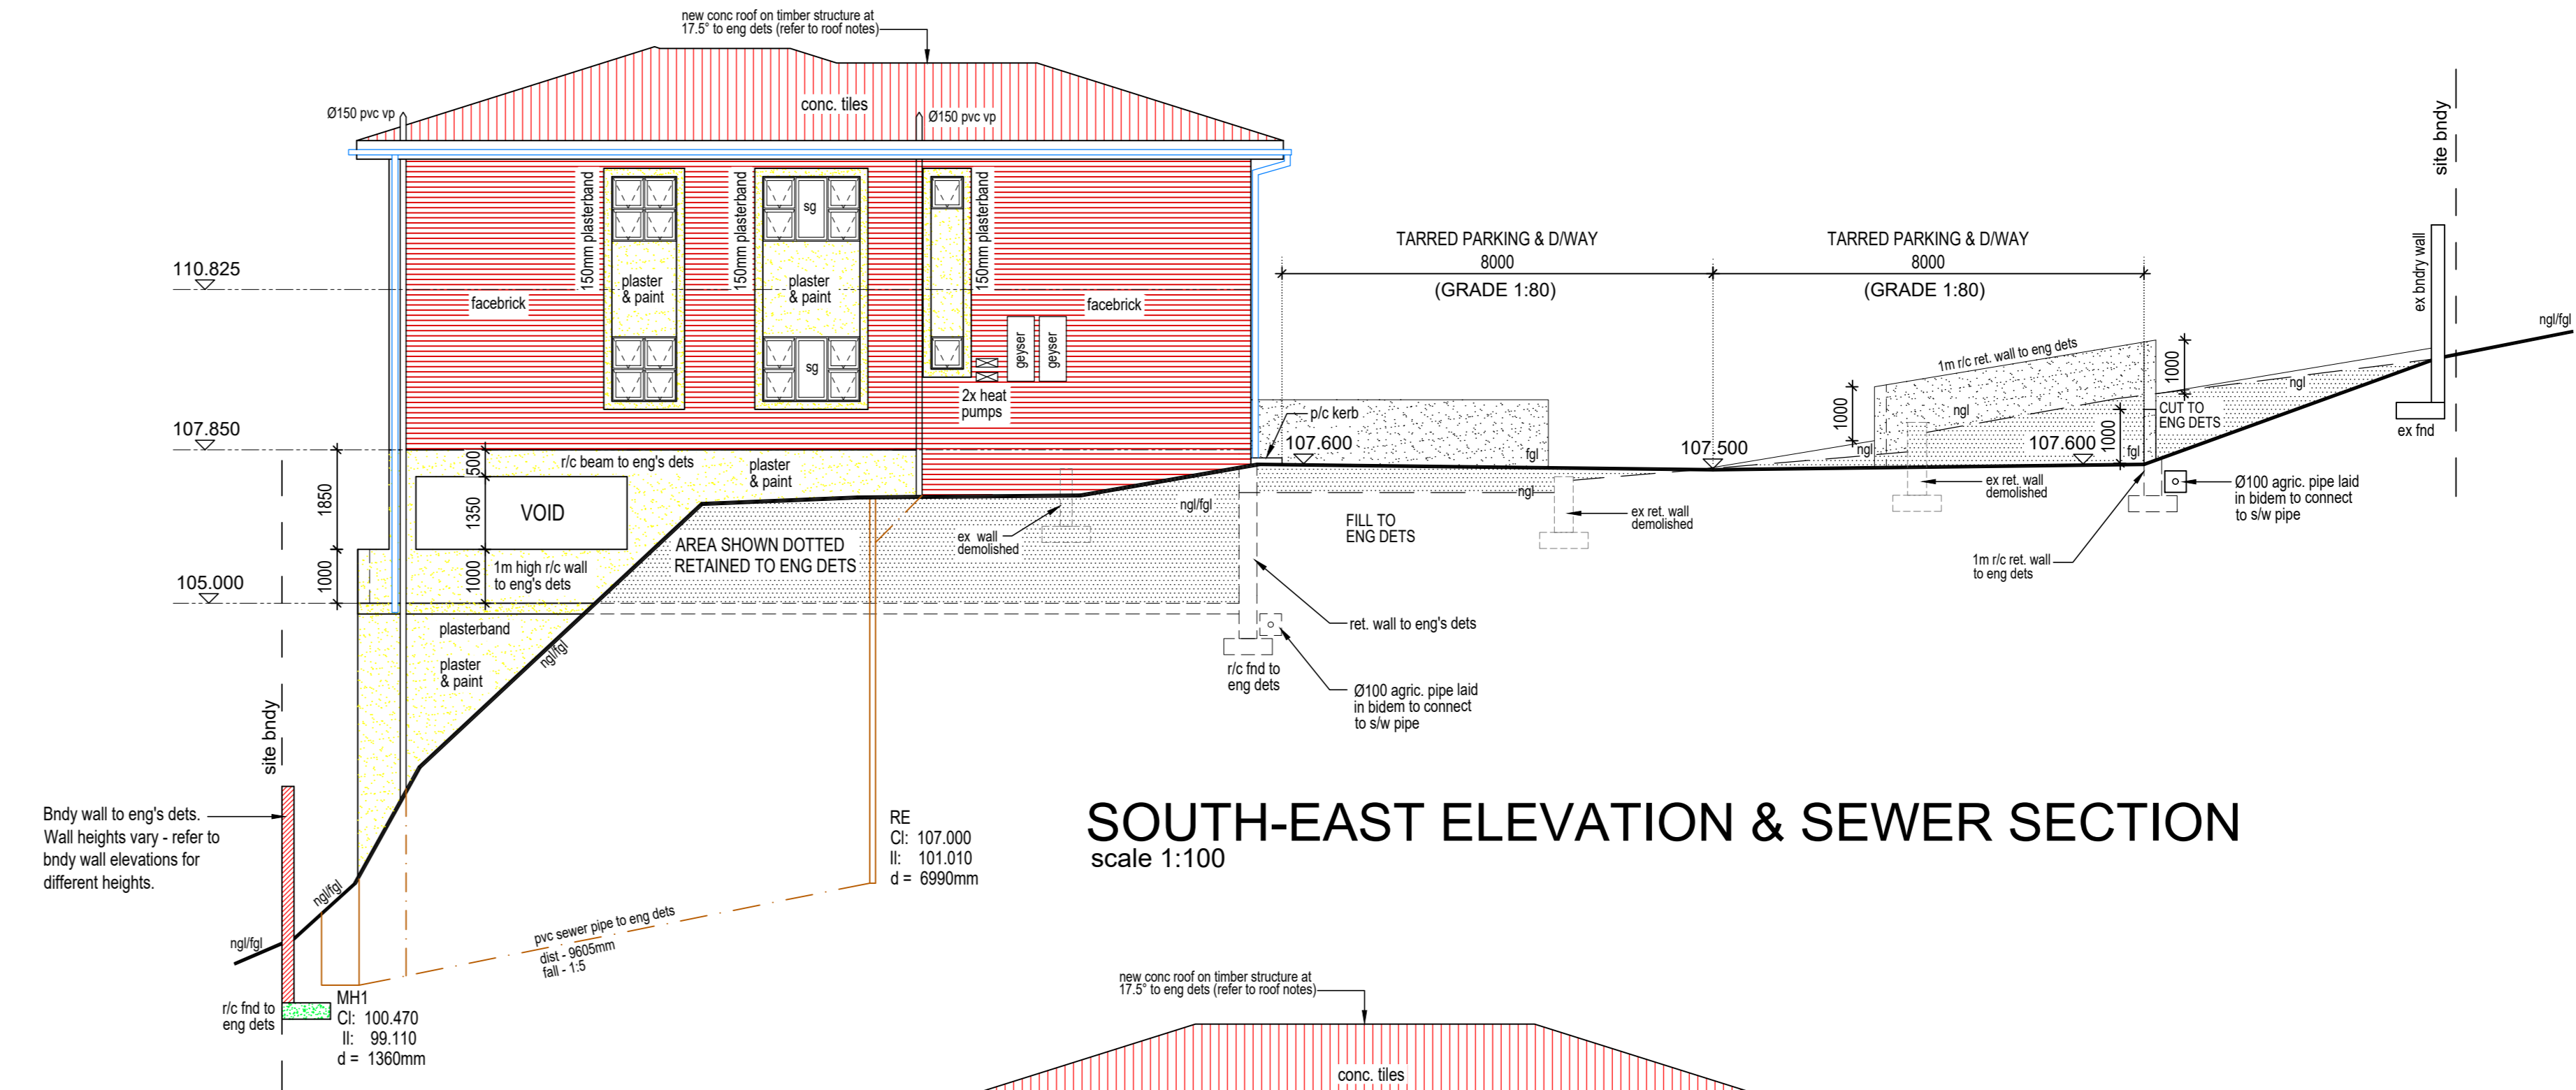 new conc roof on timber structure at
17.5° to eng dets (refer to roof notes)
conc. tiles
Ø150 pvc vp
Ø150 pvc vp
site bndy
150mm plasterband
150mm plasterband
150mm plasterband
sg
sg
plaster
& paint
plaster
& paint
facebrick
facebrick
geyser
geyser
2x heat
pumps
110.825
107.850
105.000
TARRED PARKING & D/WAY
8000
(GRADE 1:80)
TARRED PARKING & D/WAY
8000
(GRADE 1:80)
ex bndry wall
ngl/fgl
1m r/c ret. wall to eng dets
1000
1000
1000
ngl
ngl
ngl
CUT TO
ENG DETS
ex fnd
p/c kerb
107.600
fgl
107.500
107.600
fgl
ngl
r/c beam to eng's dets
plaster
& paint
500
1350
1000
1850
1000
VOID
1m high r/c wall
to eng's dets
AREA SHOWN DOTTED
RETAINED TO ENG DETS
ex wall
demolished
ngl/fgl
FILL TO
ENG DETS
ex ret. wall
demolished
ex ret. wall
demolished
Ø100 agric. pipe laid
in bidem to connect
to s/w pipe
1m r/c ret. wall
to eng dets
plasterband
plaster
& paint
ngl/fgl
ret. wall to eng's dets
r/c fnd to
eng dets
Ø100 agric. pipe laid
in bidem to connect
to s/w pipe
site bndy
Bndy wall to eng's dets.
Wall heights vary - refer to
bndy wall elevations for
different heights.
ngl/fgl
ngl/fgl
RE
Cl: 107.000
Il: 101.010
d = 6990mm
SOUTH-EAST ELEVATION & SEWER SECTION
scale 1:100
pvc sewer pipe to eng dets
dist - 9605mm
fall - 1:5
r/c fnd to
eng dets
MH1
Cl: 100.470
Il: 99.110
d = 1360mm
new conc roof on timber structure at
17.5° to eng dets (refer to roof notes)
conc. tiles